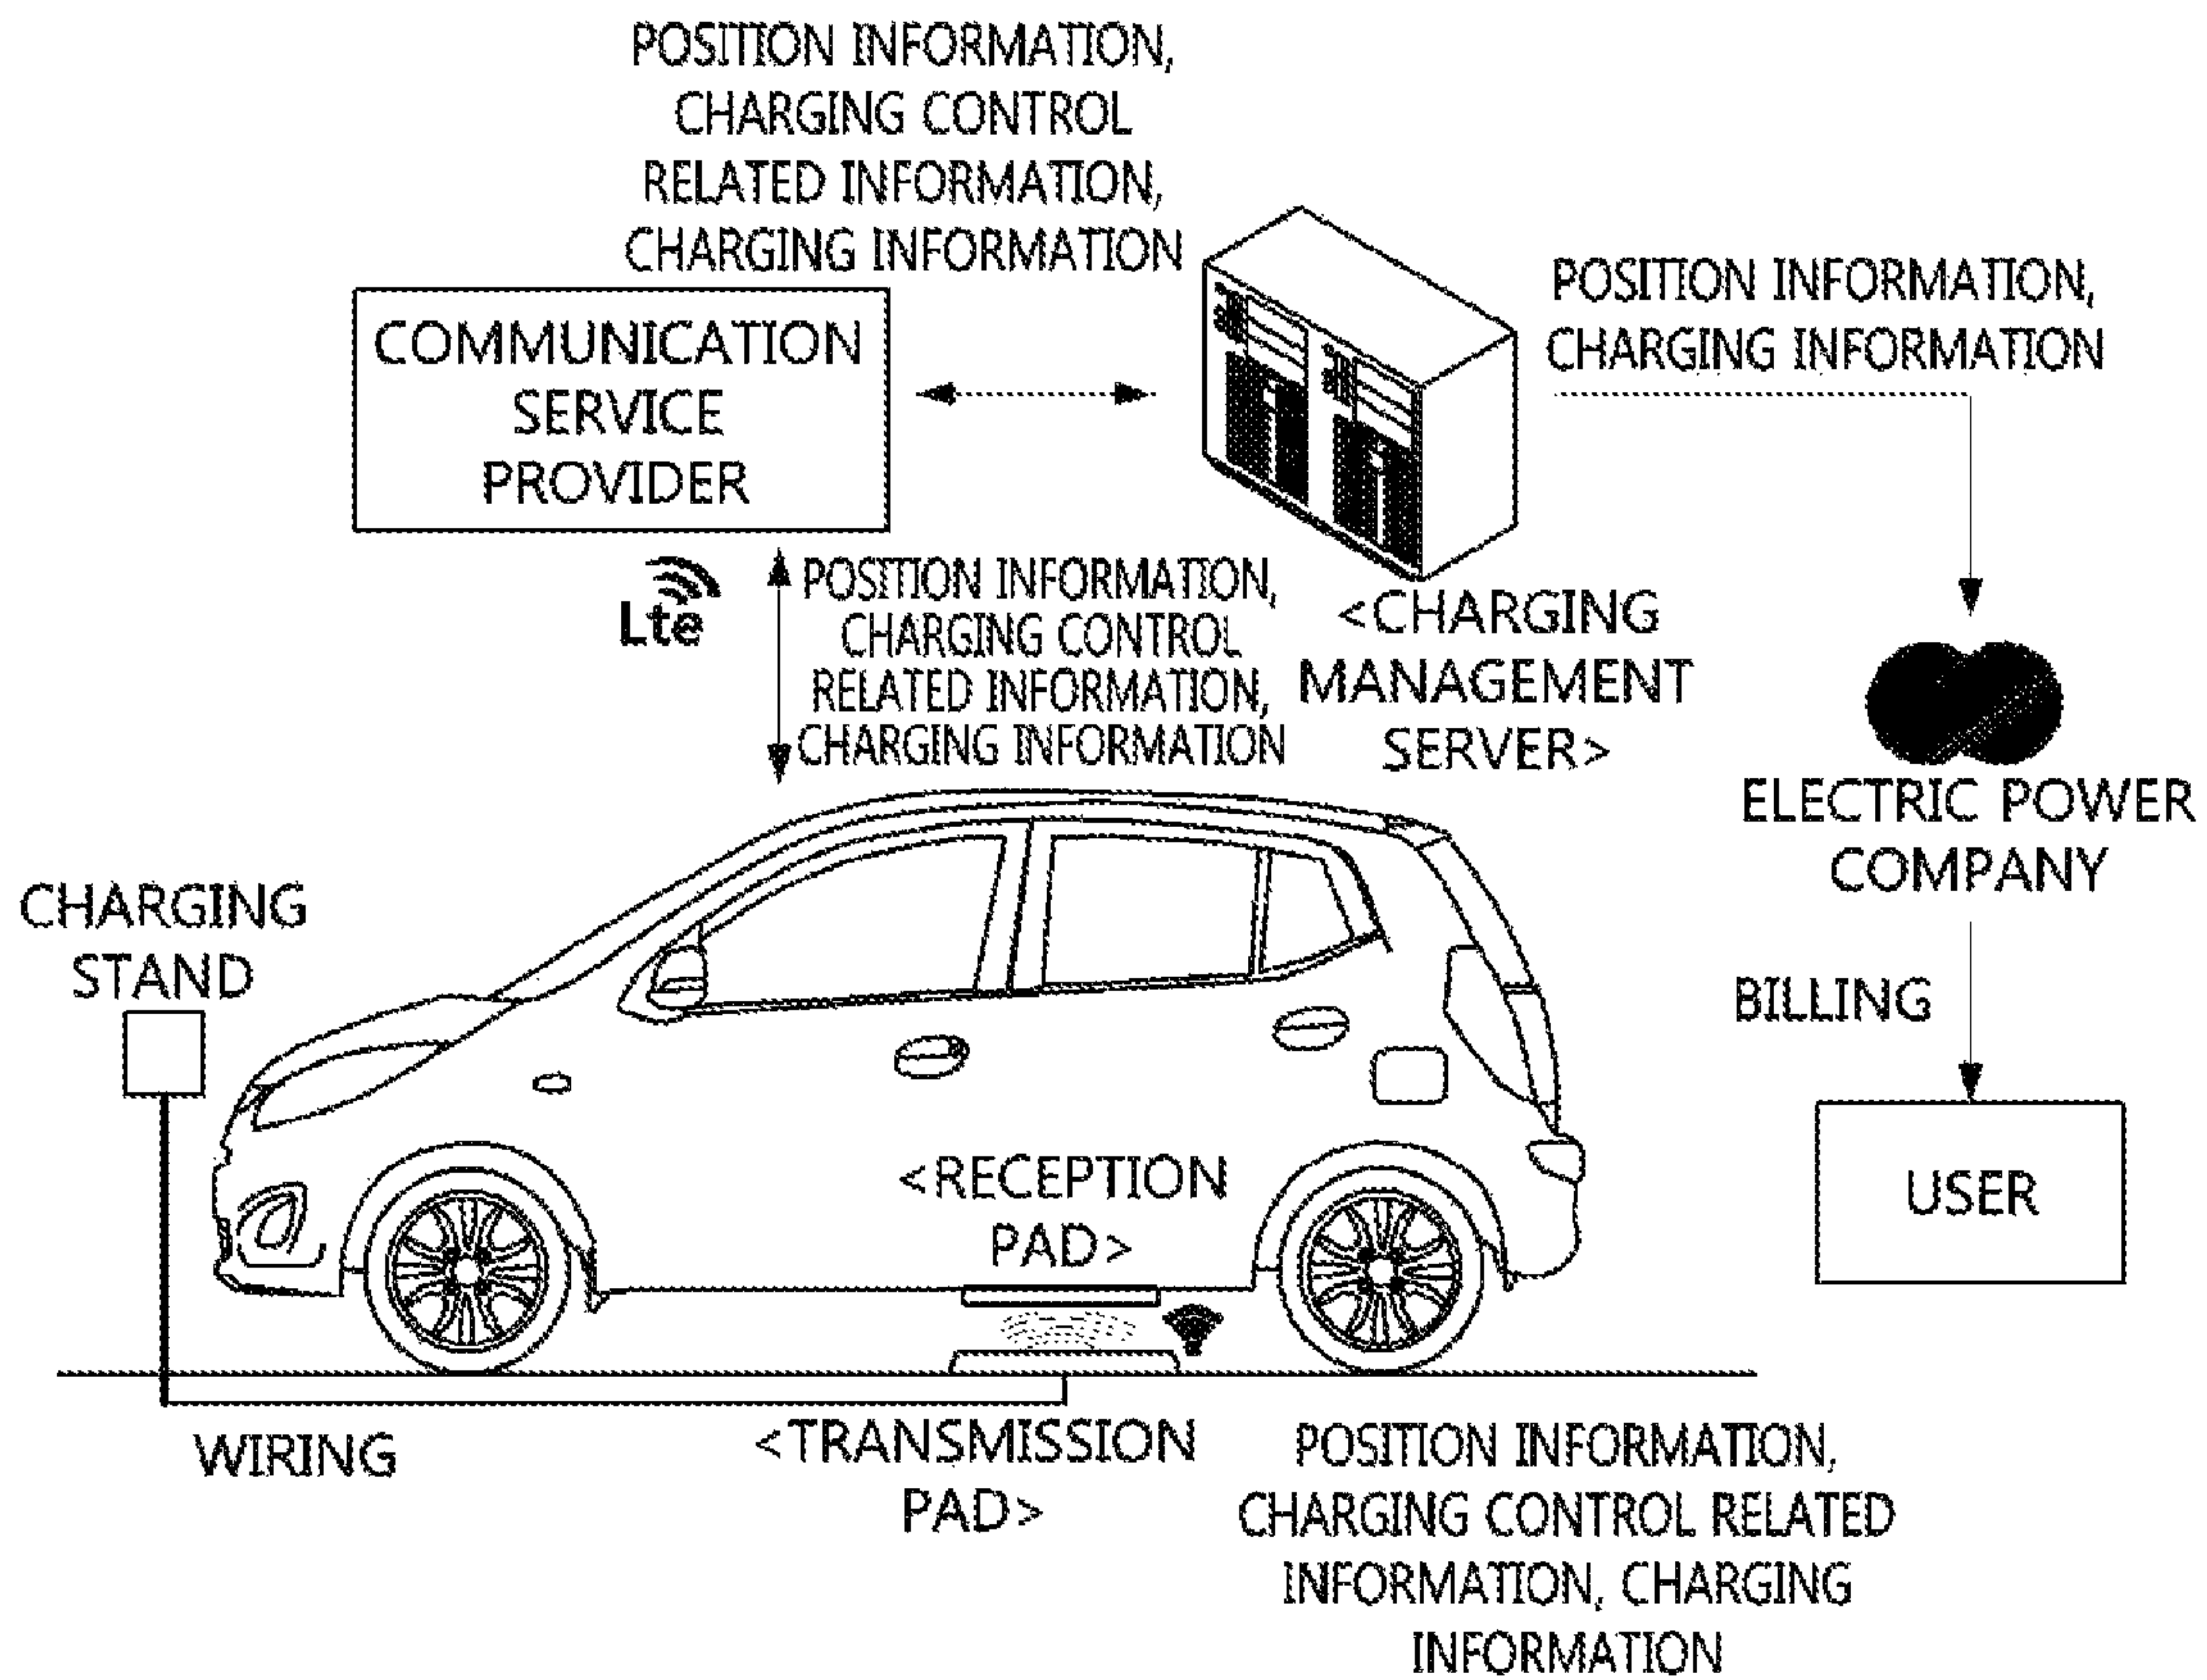 POSITION INFORMATION,
CHARGING CONTROL
RELATED INFORMATION,
CHARGING INFORMATION
COMMUNICATION
SERVICE
PROVIDER
POSITION INFORMATION,
CHARGING INFORMATION
Lte
POSITION INFORMATION,
CHARGING CONTROL
RELATED INFORMATION,
CHARGING INFORMATION
<CHARGING
MANAGEMENT
SERVER>
ELECTRIC POWER
COMPANY
CHARGING
STAND
BILLING
<RECEPTION
PAD>
USER
WIRING
<TRANSMISSION
PAD>
POSITION INFORMATION,
CHARGING CONTROL RELATED
INFORMATION, CHARGING
INFORMATION